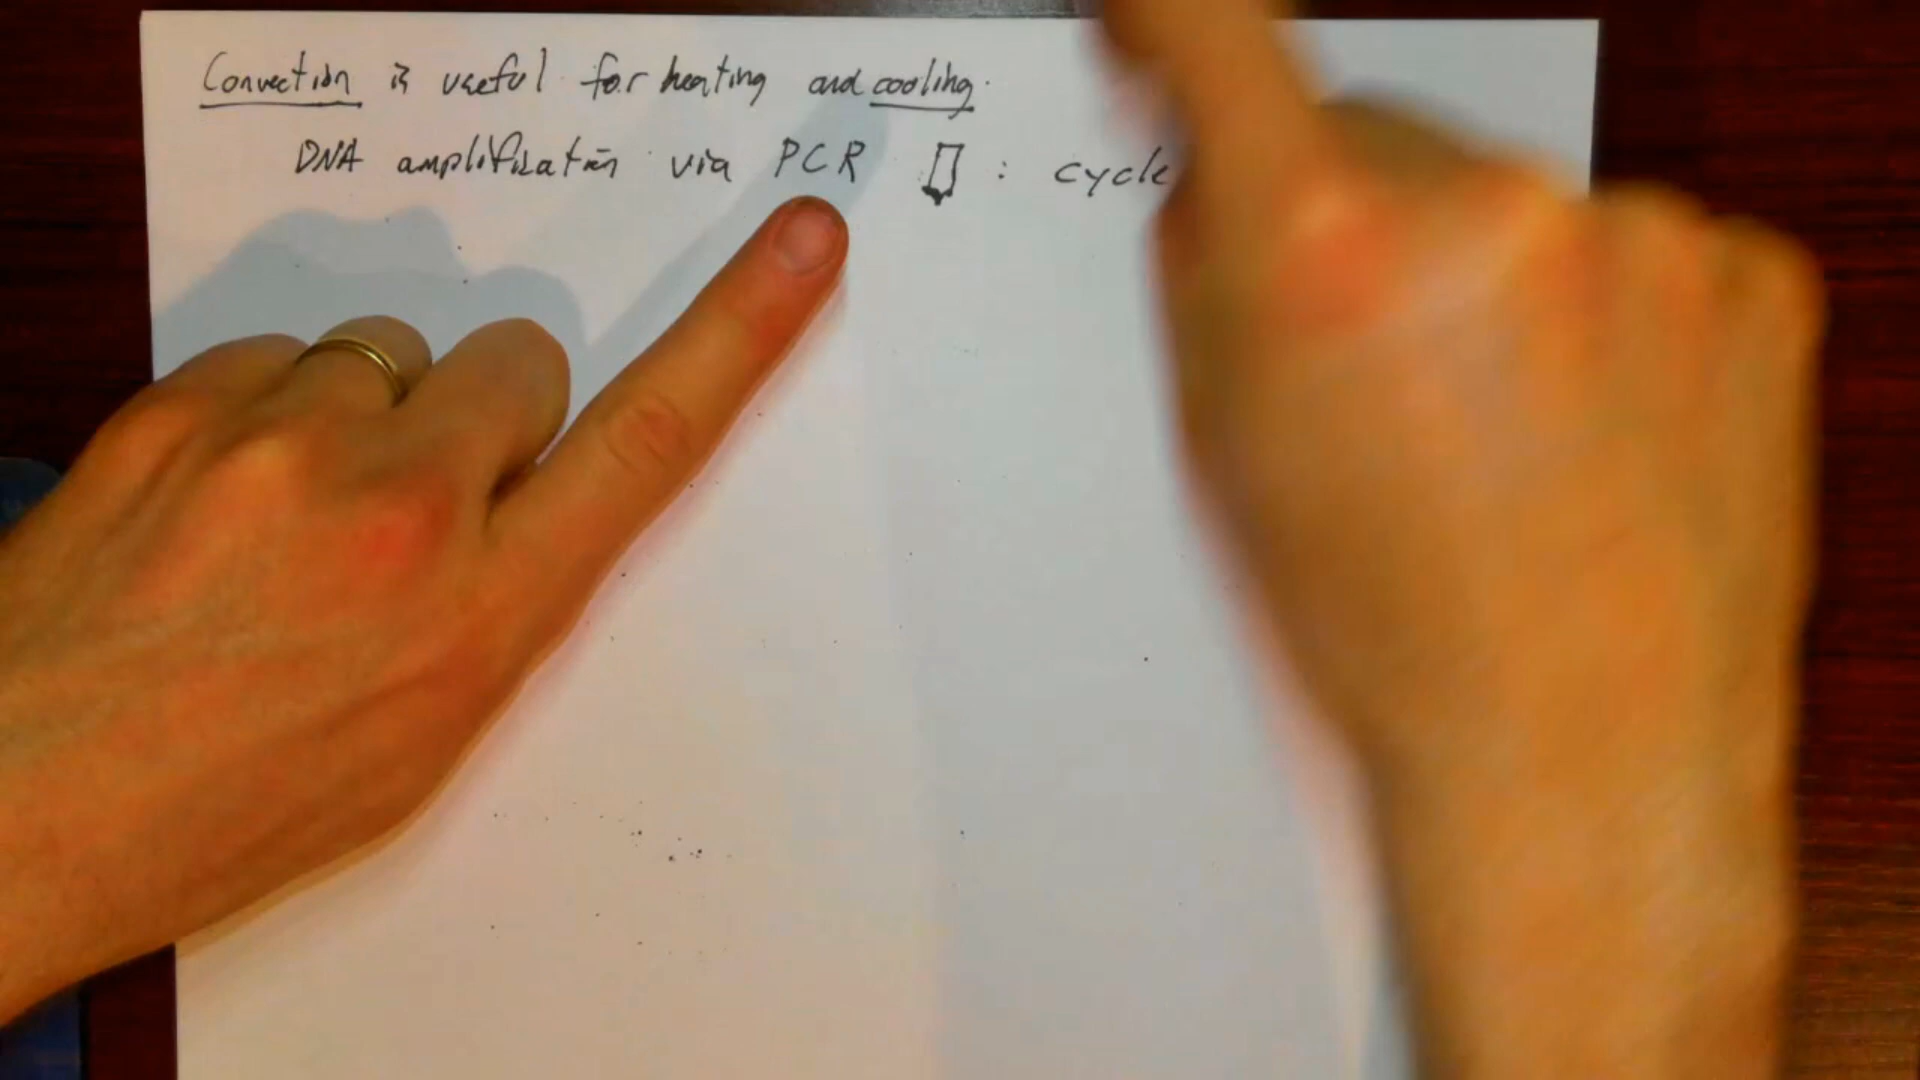 Convection is useful for heating and cooling.
DNA amplification via PCR : cycle